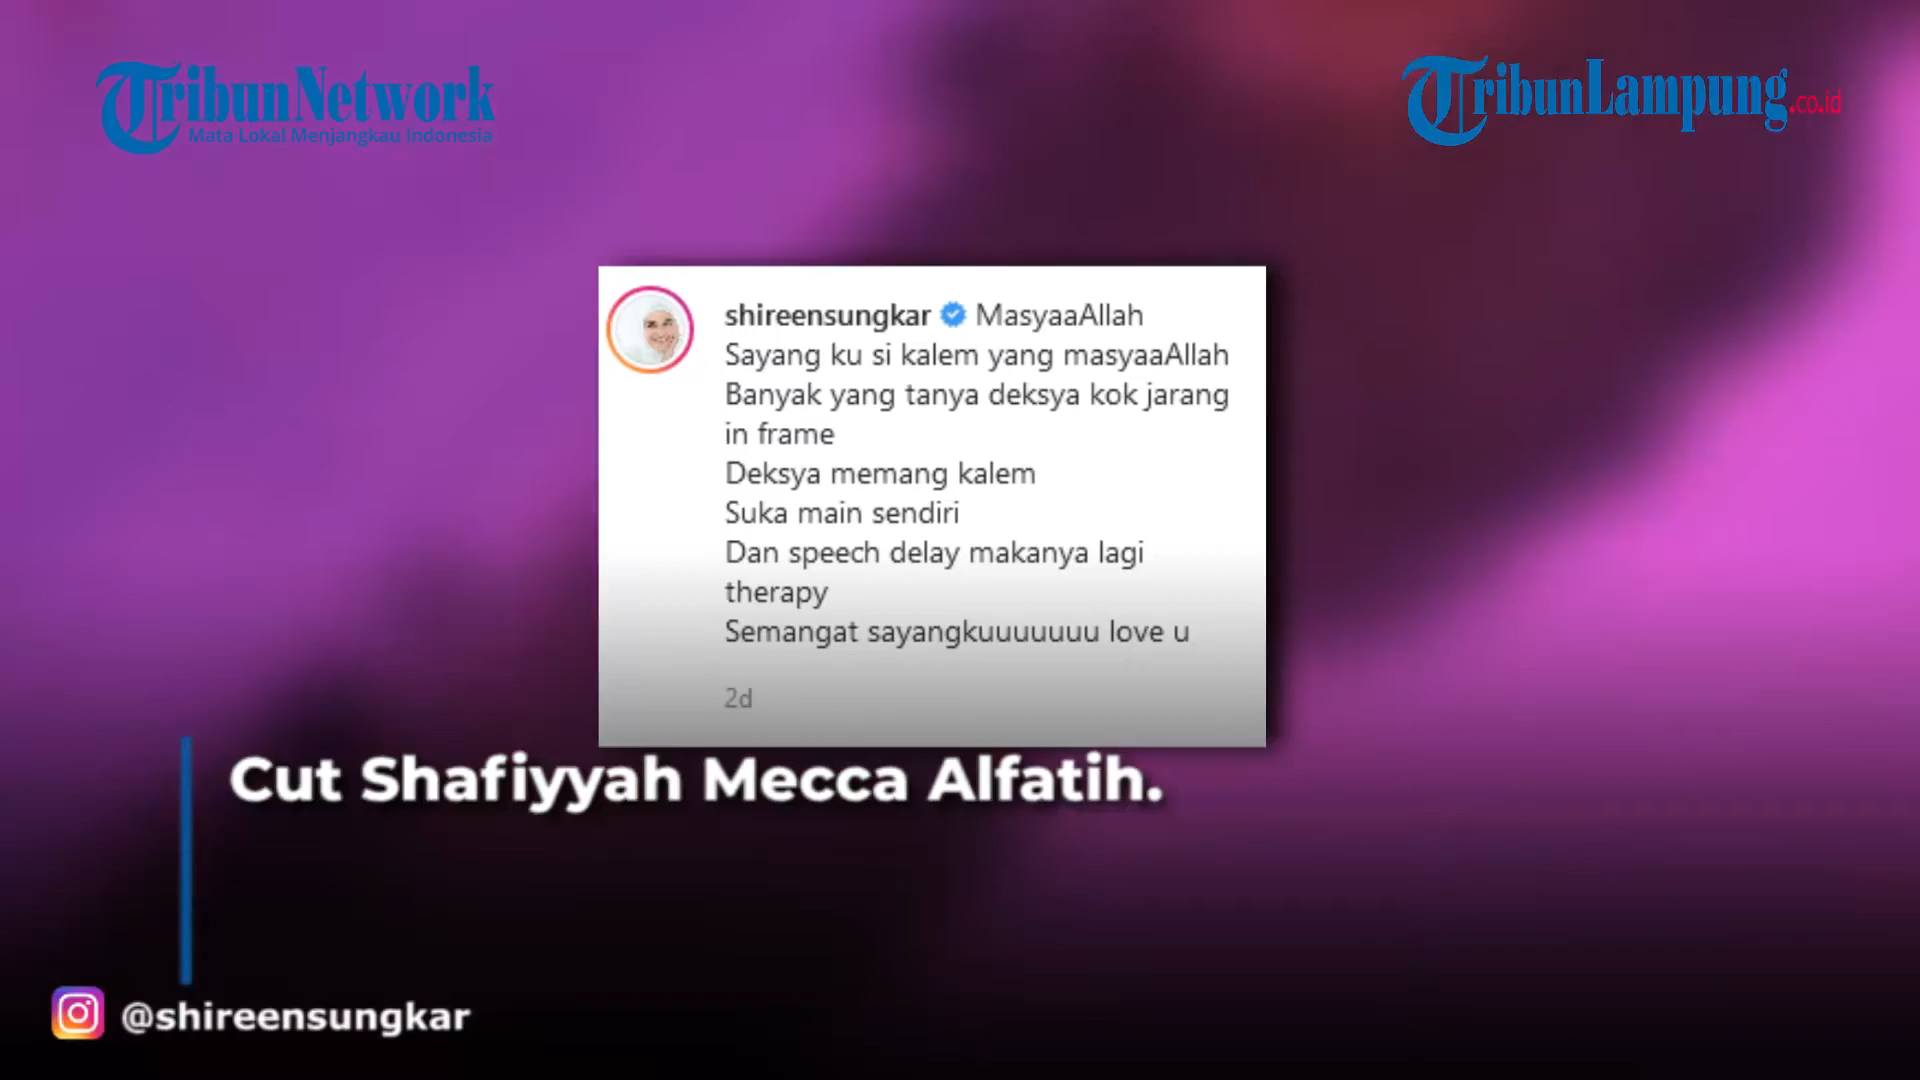 TribunNetwork
Mata Lokal Menjangkau Indonesia
TribunLampung.co.id
shireensungkar MasyaaAllah
Sayang ku si kalem yang masyaaAllah
Banyak yang tanya deksya kok jarang
in frame
Deksya memang kalem
Suka main sendiri
Dan speech delay makanya lagi
therapy
Semangat sayangkuuuuuuu love u
2d
Cut Shafiyyah Mecca Alfatih.
@shireensungkar